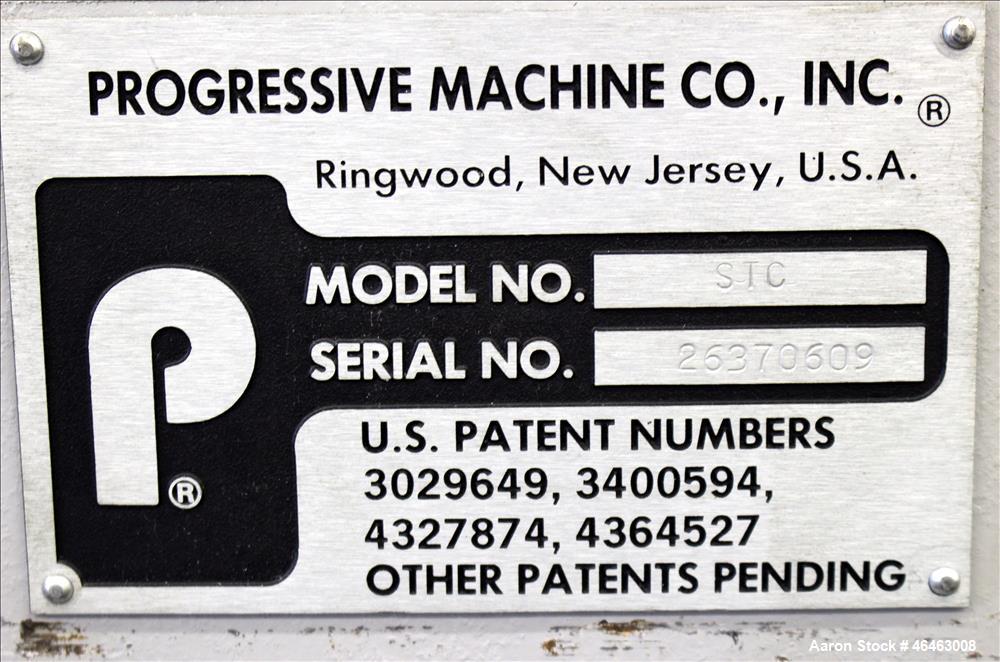 PROGRESSIVE MACHINE CO., INC. ®
Ringwood, New Jersey, U.S.A.
MODEL NO. STC
SERIAL NO. 26370609
P ®
U.S. PATENT NUMBERS
3029649, 3400594,
4327874, 4364527
OTHER PATENTS PENDING
Aaron Stock # 46463008